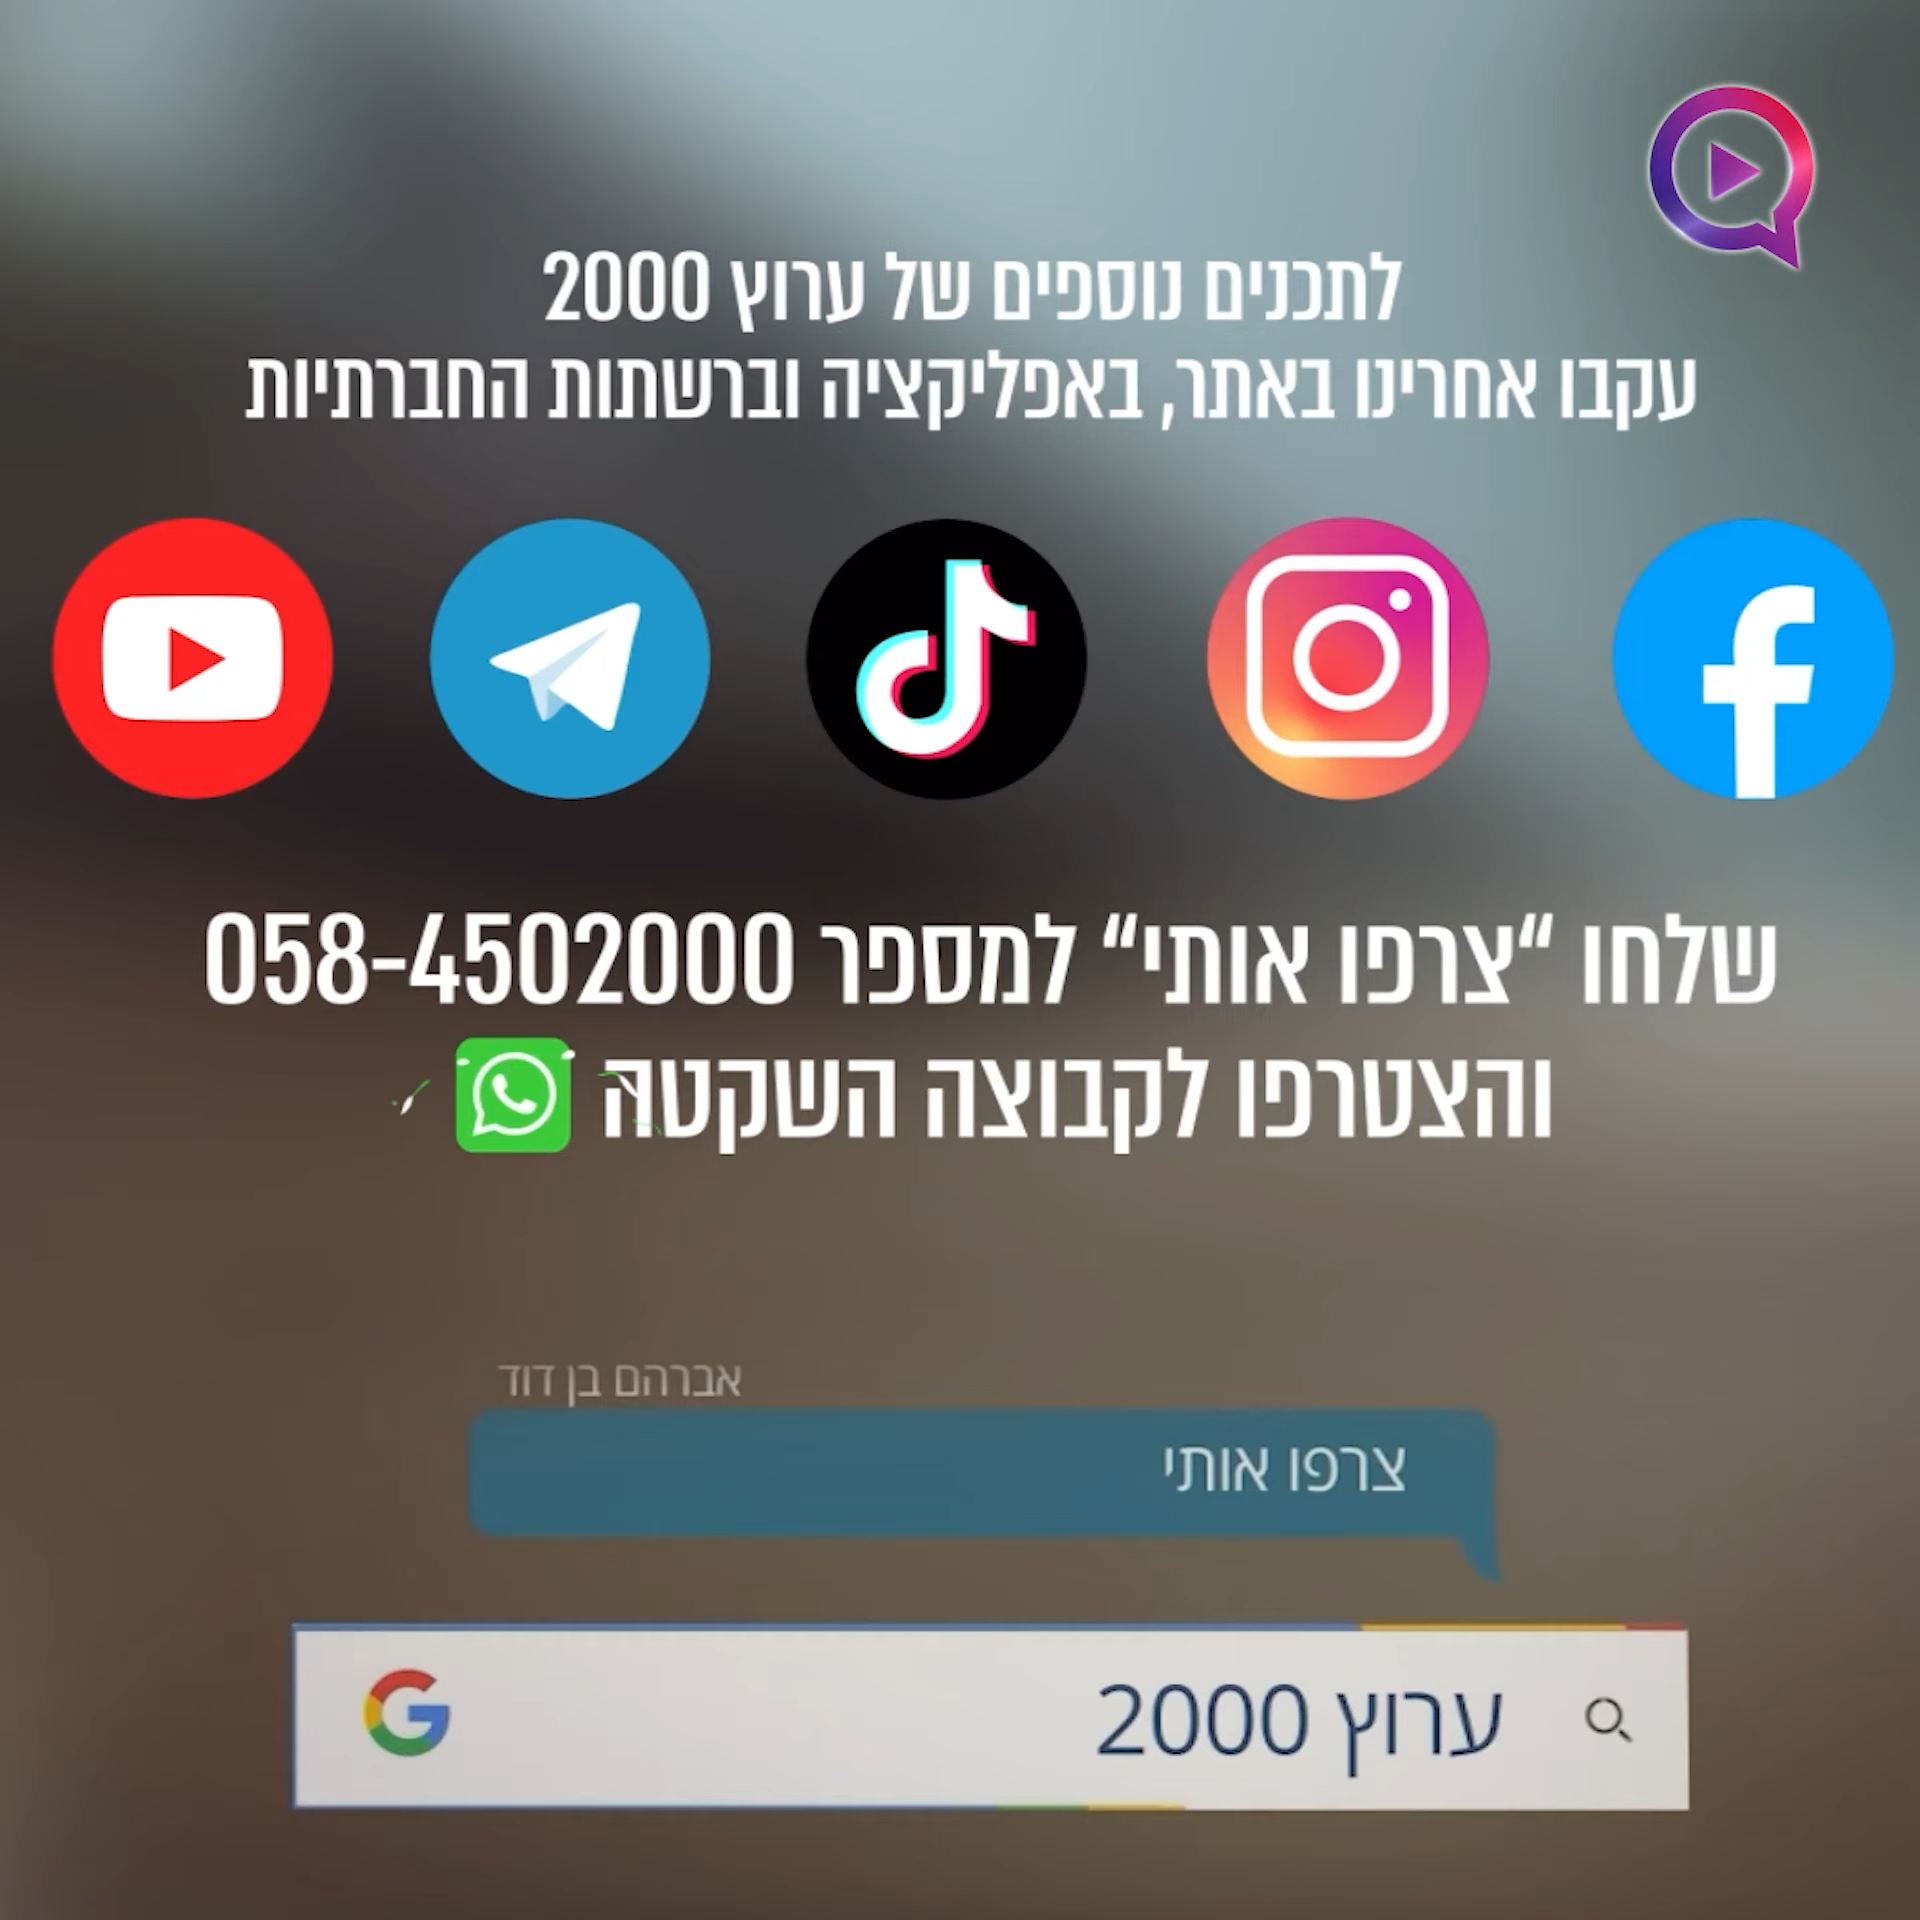 לתכנים נוספים של ערוץ 2000
עקבו אחרינו באתר, באפליקציה וברשתות החברתיות
שלחו “צרפו אותי“ למספר 058-4502000
והצטרפו לקבוצה השקטה
אברהם בן דוד
צרפו אותי
ערוץ 2000